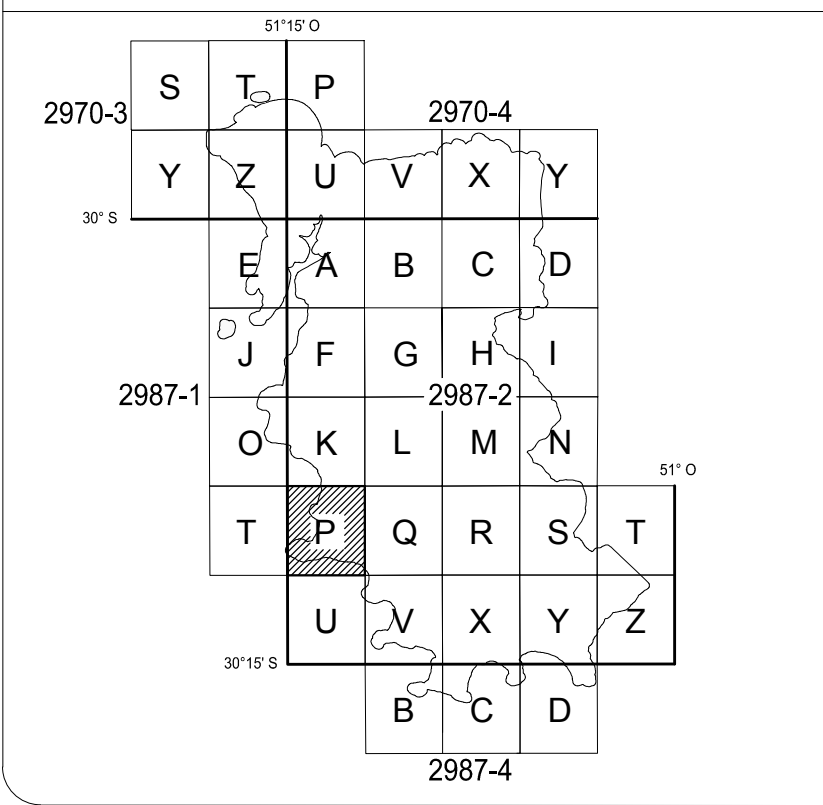 51°15' O
S T P
2970-3 2970-4
Y Z U V X Y
30° S
E A B C D
J F G H I
2987-1 2987-2
O K L M N
51° O
T P Q R S T
U V X Y Z
30°15' S
B C D
2987-4